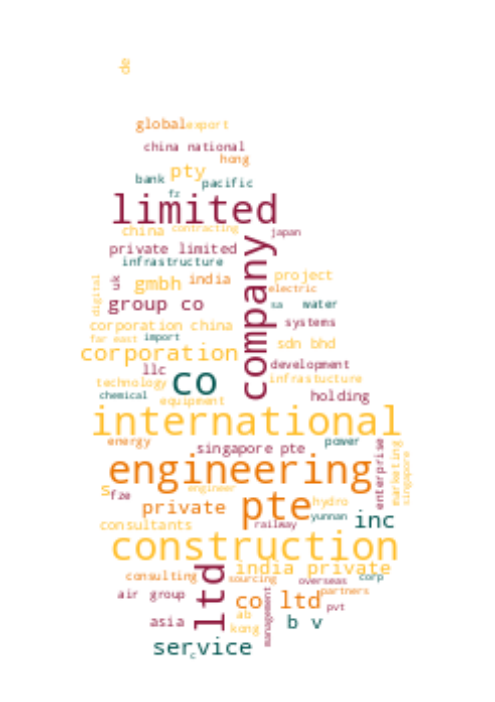 de
global export
china national
hong
pty
bank
pacific
fz
limited
china contracting
japan
company
private limited
infrastructure
uk
gmbh india
project
digital
electric
group co
sa water
corporation china
systems
far east import
sdn bhd
corporation
llc
development
technology co
infrastucture
chemical
equipment
holding
international
energy
singapore pte
power
engineering
enterprise
marketing
singapore
s fze
engineer
private pte hydro
yunnan inc
consultants
railway
construction
india private
consulting
sourcing
overseas corp
ltd
air group
management
partners
co ltd
pvt
asia
ab
kong
b v
service
c